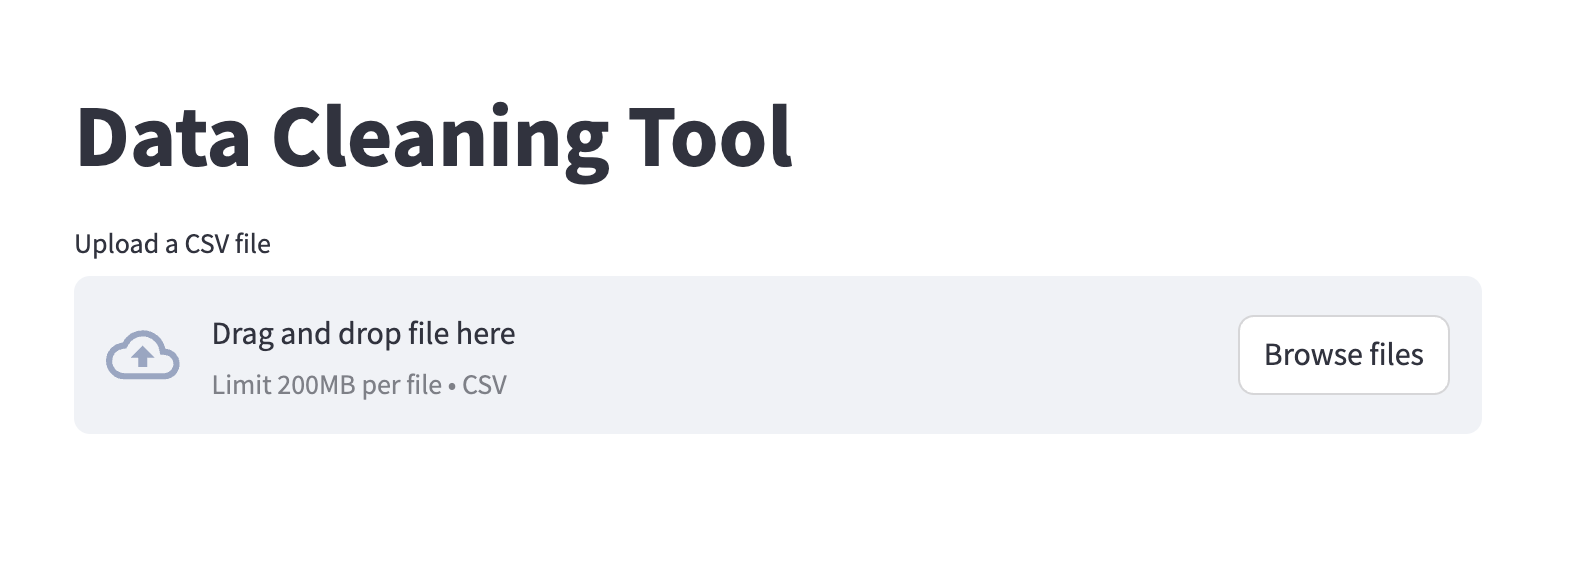 Data Cleaning Tool
Upload a CSV file
Drag and drop file here
Limit 200MB per file • CSV
Browse files